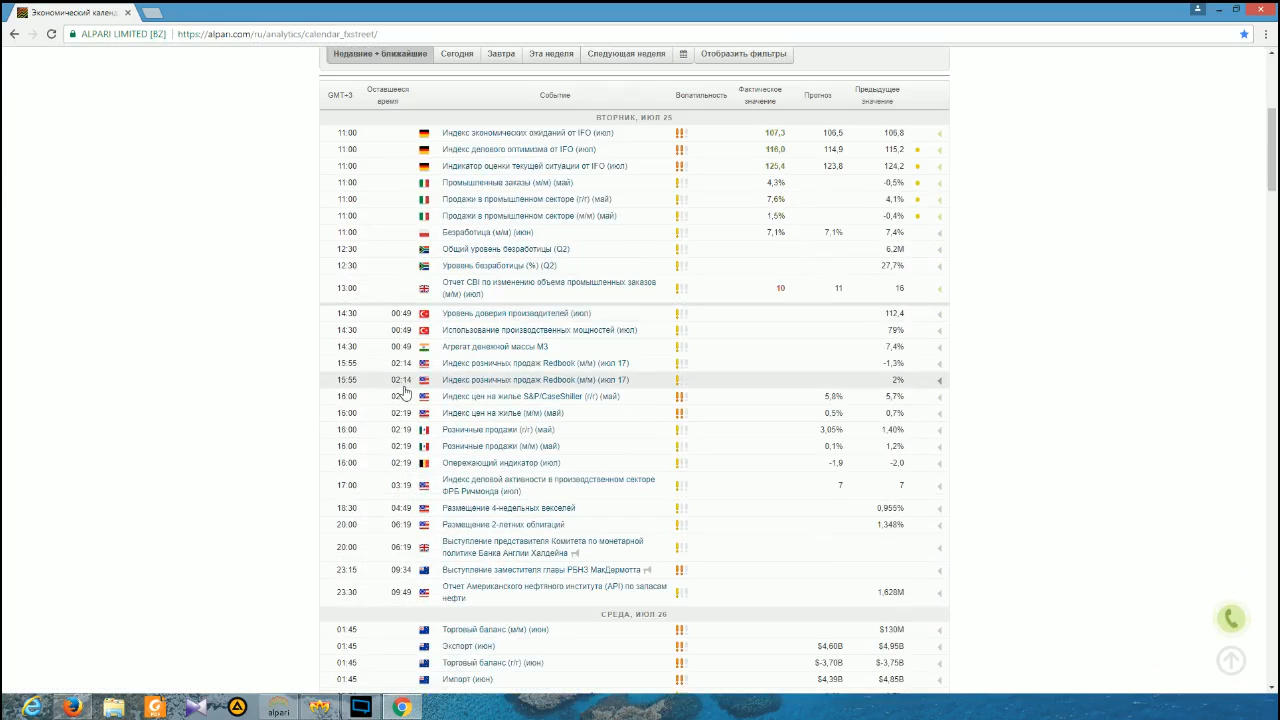 Экономический календ
ALPARI LIMITED [BZ] https://alpari.com/ru/analytics/calendar_fxstreet/
Недавние + ближайшие Сегодня Завтра Эта неделя Следующая неделя Отобразить фильтры
GMT+3 Оставшееся время Событие Волатильность Фактическое значение Прогноз Предыдущее значение
ВТОРНИК, ИЮЛ 25
11:00 Индекс экономических ожиданий от IFO (июл) 107,3 106,5 106,8
11:00 Индекс делового оптимизма от IFO (июл) 116,0 114,9 115,2
11:00 Индикатор оценки текущей ситуации от IFO (июл) 125,4 123,8 124,2
11:00 Промышленные заказы (м/м) (май) 4,3% -0,5%
11:00 Продажи в промышленном секторе (г/г) (май) 7,6% 4,1%
11:00 Продажи в промышленном секторе (м/м) (май) 1,5% -0,4%
11:00 Безработица (м/м) (июн) 7,1% 7,1% 7,4%
12:30 Общий уровень безработицы (Q2) 6,2M
12:30 Уровень безработицы (%) (Q2) 27,7%
13:00 Отчет CBI по изменению объема промышленных заказов (м/м) (июл) 10 11 16
14:30 00:49 Уровень доверия производителей (июл) 112,4
14:30 00:49 Использование производственных мощностей (июл) 79%
14:30 00:49 Агрегат денежной массы М3 7,4%
15:55 02:14 Индекс розничных продаж Redbook (м/м) (июл 17) -1,3%
15:55 02:14 Индекс розничных продаж Redbook (м/м) (июл 17) 2%
16:00 Индекс цен на жилье S&P/CaseShiller (г/г) (май) 5,8% 5,7%
16:00 02:19 Индекс цен на жилье (м/м) (май) 0,5% 0,7%
16:00 02:19 Розничные продажи (г/г) (май) 3,05% 1,40%
16:00 02:19 Розничные продажи (м/м) (май) 0,1% 1,2%
16:00 02:19 Опережающий индикатор (июл) -1,9 -2,0
17:00 03:19 Индекс деловой активности в производственном секторе ФРБ Ричмонда (июл) 7 7
18:30 04:49 Размещение 4-недельных векселей 0,955%
20:00 06:19 Размещение 2-летних облигаций 1,348%
20:00 06:19 Выступление представителя Комитета по монетарной политике Банка Англии Халдейна
23:15 09:34 Выступление заместителя главы РБНЗ МакДермотта
23:30 09:49 Отчет Американского нефтяного института (API) по запасам нефти 1,628M
СРЕДА, ИЮЛ 26
01:45 Торговый баланс (м/м) (июн) $130M
01:45 Экспорт (июн) $4,60B $4,95B
01:45 Торговый баланс (г/г) (июн) $-3,70B $-3,75B
01:45 Импорт (июн) $4,39B $4,85B
alpari